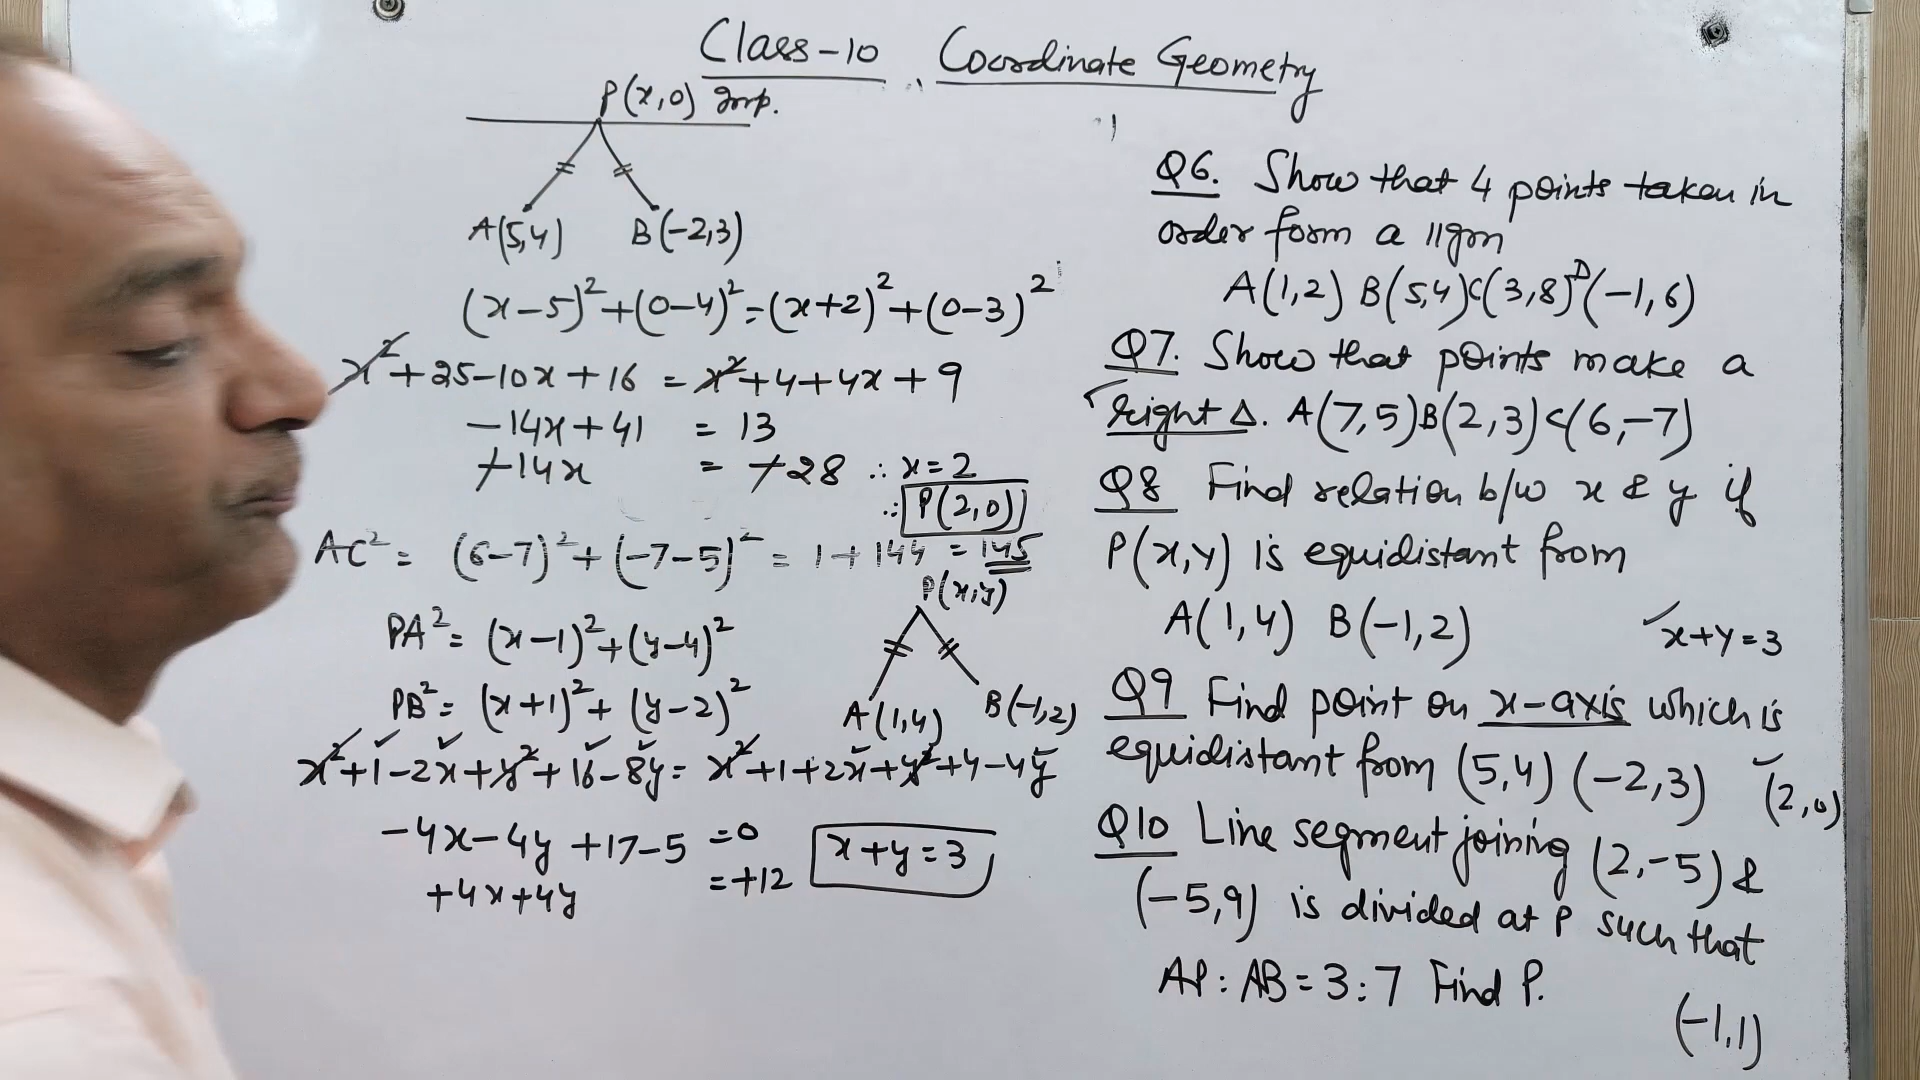 Class-10 Coordinate Geometry
P(x,0) Imp.
A(5,4) B(-2,3)
(x-5)²+(0-4)²=(x+2)²+(0-3)²
x²+25-10x+16 = x²+4+4x+9
-14x+41 = 13
+14x = +28 ∴ x=2
∴ P(2,0)
AC² = (6-7)²+(-7-5)² = 1+144 = 145
P(x,y)
PA² = (x-1)²+(y-4)²
PB² = (x+1)²+(y-2)²
A(1,4) B(-1,2)
x²+1-2x+y²+16-8y = x²+1+2x+y²+4-4y
-4x-4y+17-5 =0
+4x+4y =+12
x+y=3
Q6. Show that 4 points taken in
order form a ||gm
A(1,2) B(5,4) C(3,8) D(-1,6)
Q7. Show that points make a
right Δ. A(7,5) B(2,3) C(6,-7)
Q8 Find relation b/w x & y if
P(x,y) is equidistant from
A(1,4) B(-1,2) ✓x+y=3
Q9 Find point on x-axis which is
equidistant from (5,4) (-2,3) ✓(2,0)
Q10 Line segment joining (2,-5) &
(-5,9) is divided at P such that
AP:AB=3:7 Find P.
(-1,1)